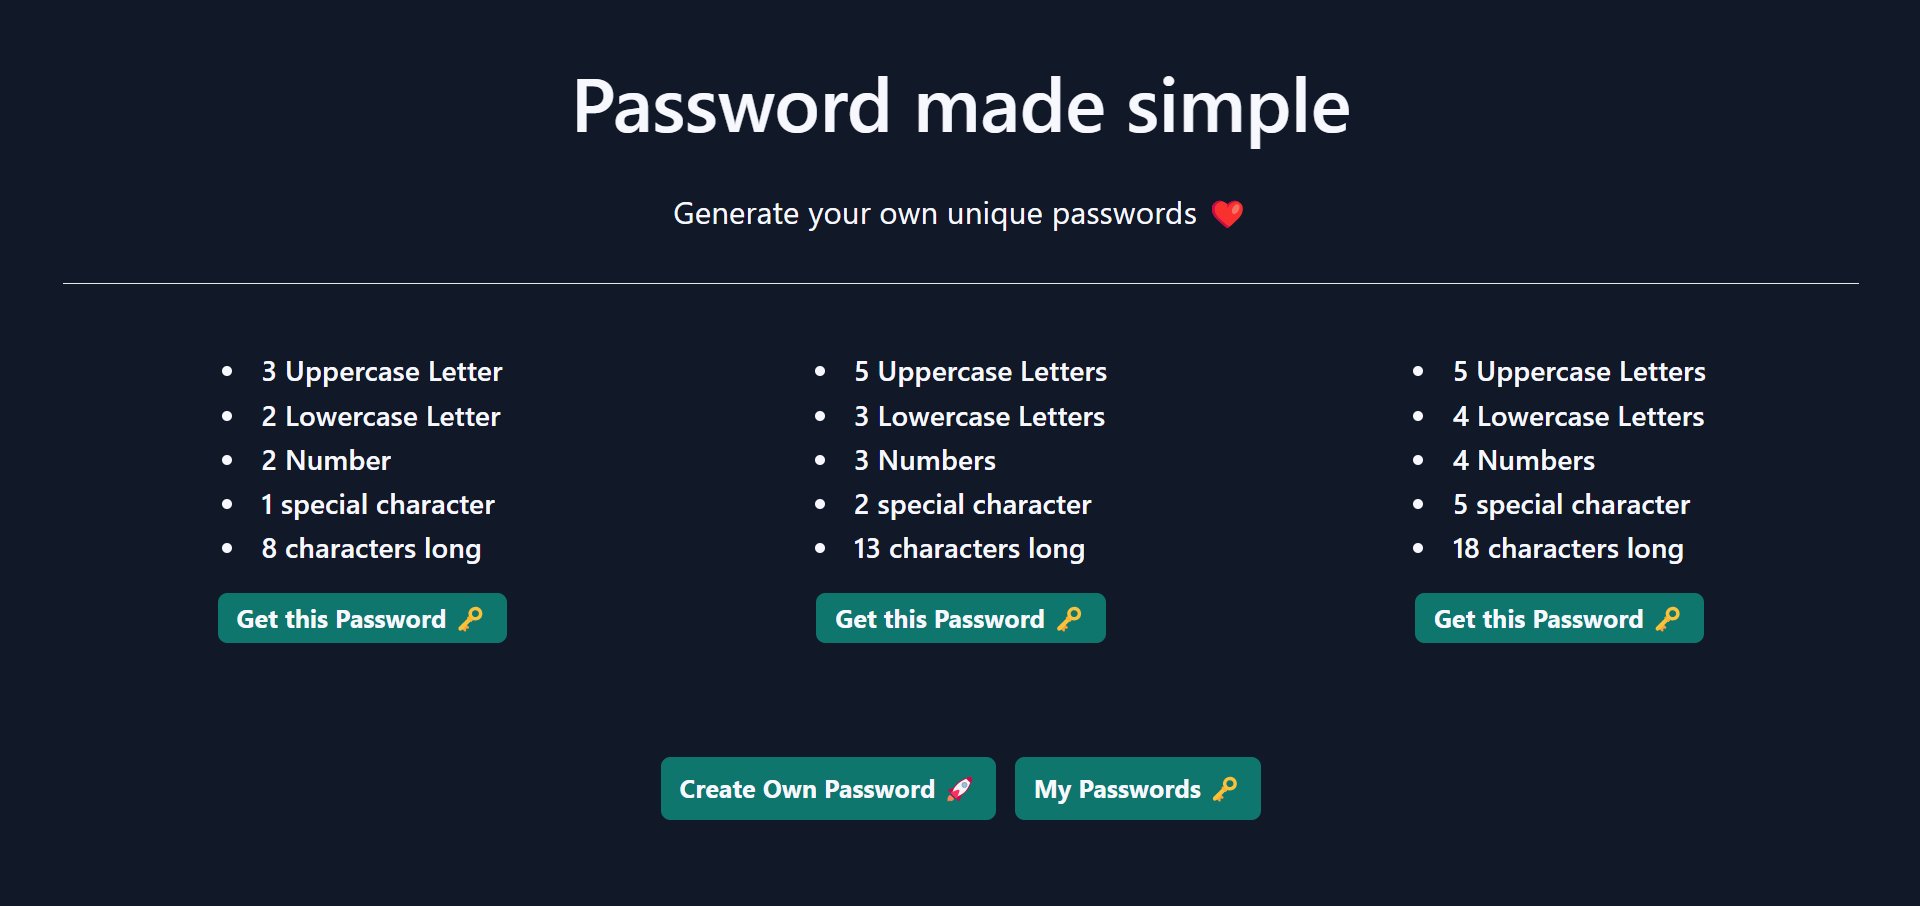 Password made simple
Generate your own unique passwords ❤️
3 Uppercase Letter
2 Lowercase Letter
2 Number
1 special character
8 characters long
Get this Password 🔑
5 Uppercase Letters
3 Lowercase Letters
3 Numbers
2 special character
13 characters long
Get this Password 🔑
5 Uppercase Letters
4 Lowercase Letters
4 Numbers
5 special character
18 characters long
Get this Password 🔑
Create Own Password 🚀
My Passwords 🔑